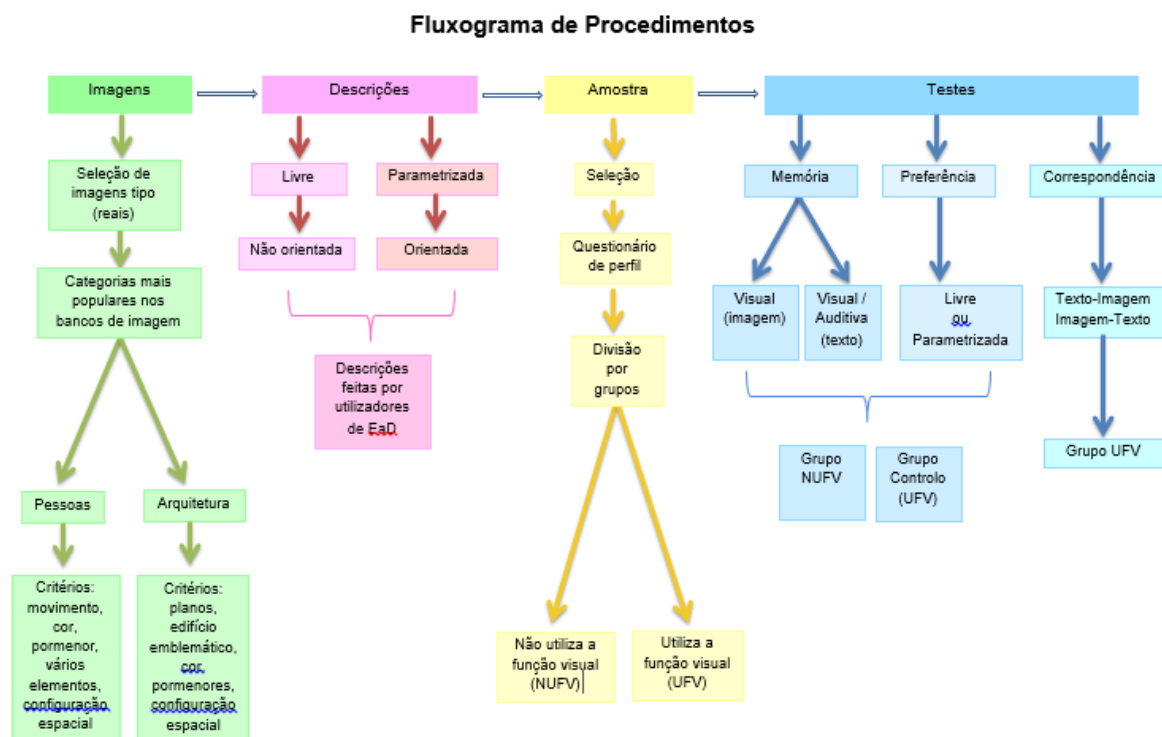 Fluxograma de Procedimentos
Imagens
Descrições
Amostra
Testes
Seleção de
imagens tipo
(reais)
Categorias mais
populares nos
bancos de imagem
Pessoas
Arquitetura
Critérios:
movimento,
cor,
pormenor,
vários
elementos,
configuração
espacial
Critérios:
planos,
edifício
emblemático,
cor,
pormenores,
configuração
espacial
Livre
Parametrizada
Não orientada
Orientada
Descrições
feitas por
utilizadores
de EaD
Seleção
Questionário
de perfil
Divisão
por
grupos
Não utiliza a
função visual
(NUFV)
Utiliza a
função visual
(UFV)
Memória
Preferência
Correspondência
Visual
(imagem)
Visual /
Auditiva
(texto)
Livre
ou
Parametrizada
Texto-Imagem
Imagem-Texto
Grupo
NUFV
Grupo
Controlo
(UFV)
Grupo UFV